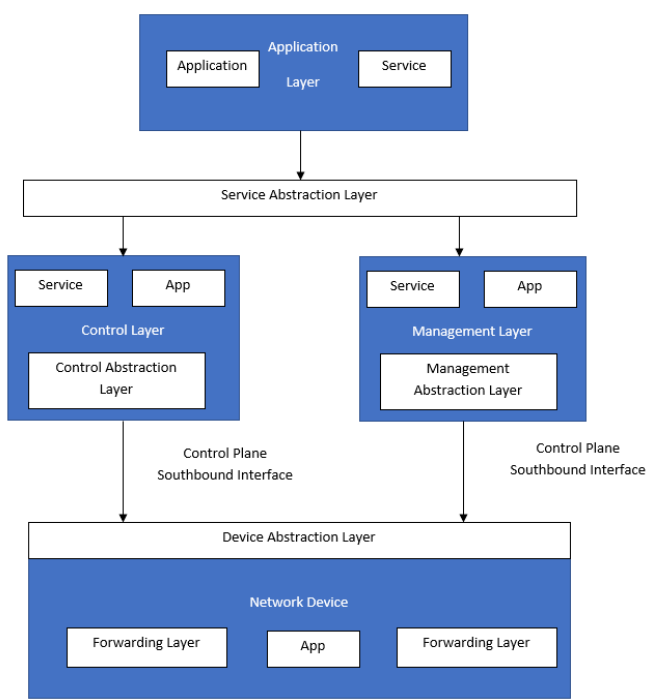 Application
Application
Service
Layer
Service Abstraction Layer
Service
App
Control Layer
Control Abstraction
Layer
Service
App
Management Layer
Management
Abstraction Layer
Control Plane
Southbound Interface
Control Plane
Southbound Interface
Device Abstraction Layer
Network Device
Forwarding Layer
App
Forwarding Layer